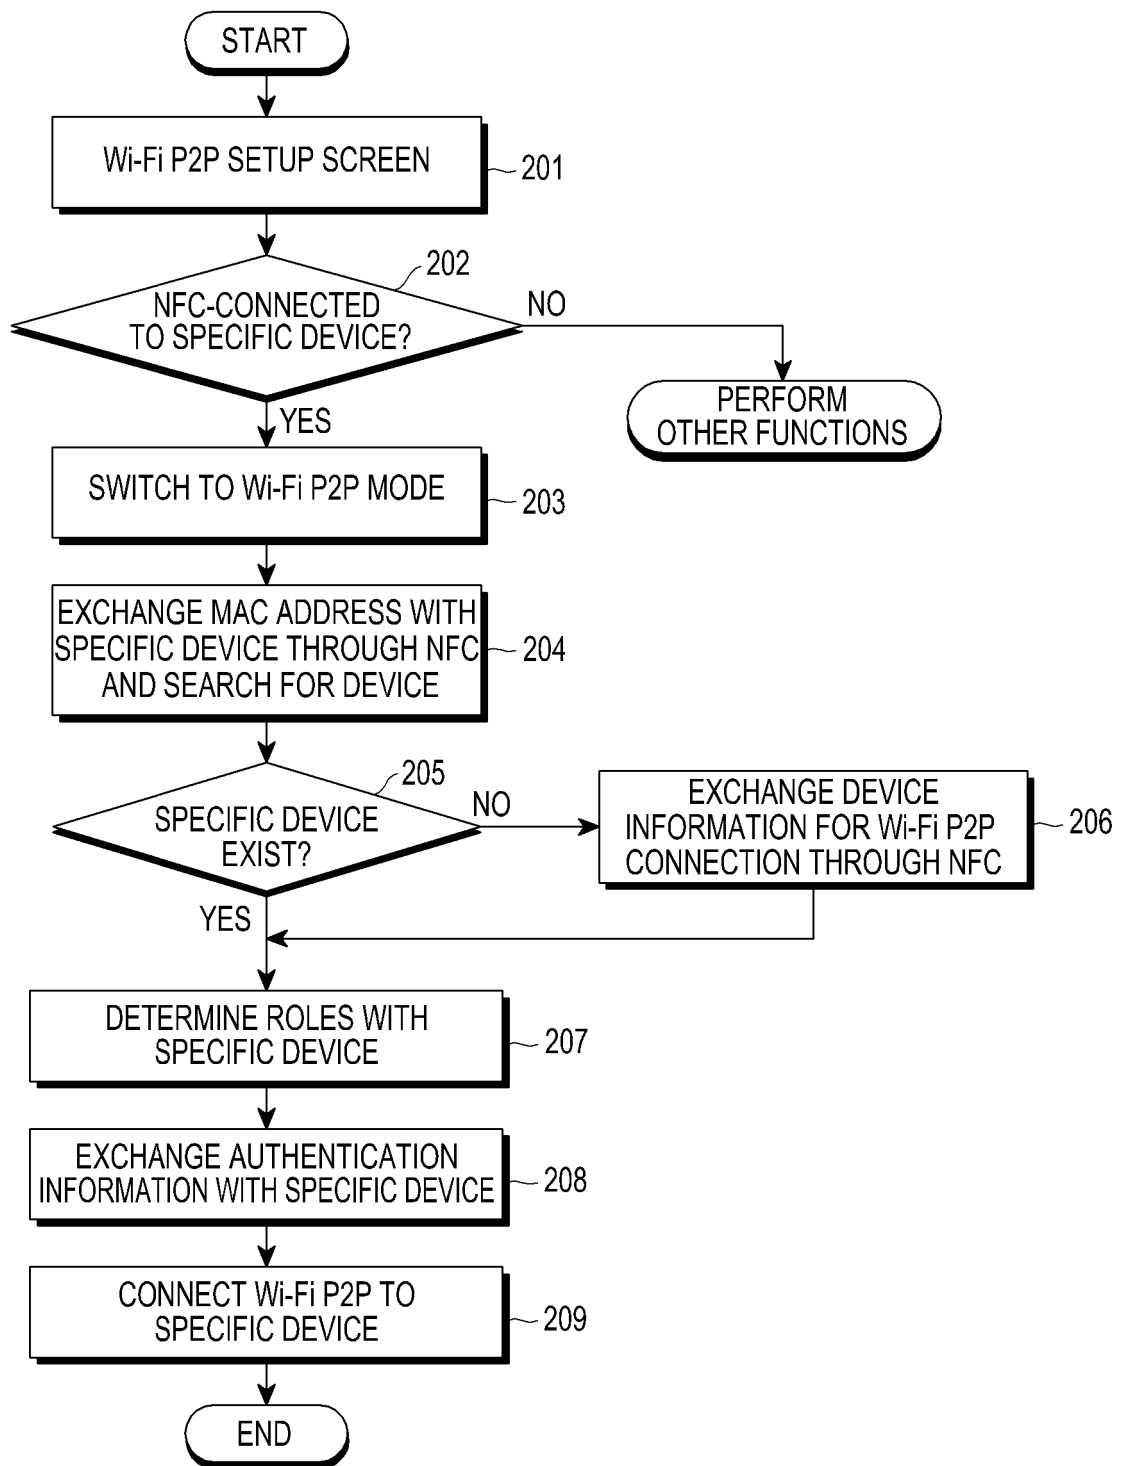 START
Wi-Fi P2P SETUP SCREEN
201
202
NFC-CONNECTED
TO SPECIFIC DEVICE?
NO
PERFORM
OTHER FUNCTIONS
YES
SWITCH TO Wi-Fi P2P MODE
203
EXCHANGE MAC ADDRESS WITH
SPECIFIC DEVICE THROUGH NFC
AND SEARCH FOR DEVICE
204
205
SPECIFIC DEVICE
EXIST?
NO
EXCHANGE DEVICE
INFORMATION FOR Wi-Fi P2P
CONNECTION THROUGH NFC
206
YES
DETERMINE ROLES WITH
SPECIFIC DEVICE
207
EXCHANGE AUTHENTICATION
INFORMATION WITH SPECIFIC DEVICE
208
CONNECT Wi-Fi P2P TO
SPECIFIC DEVICE
209
END